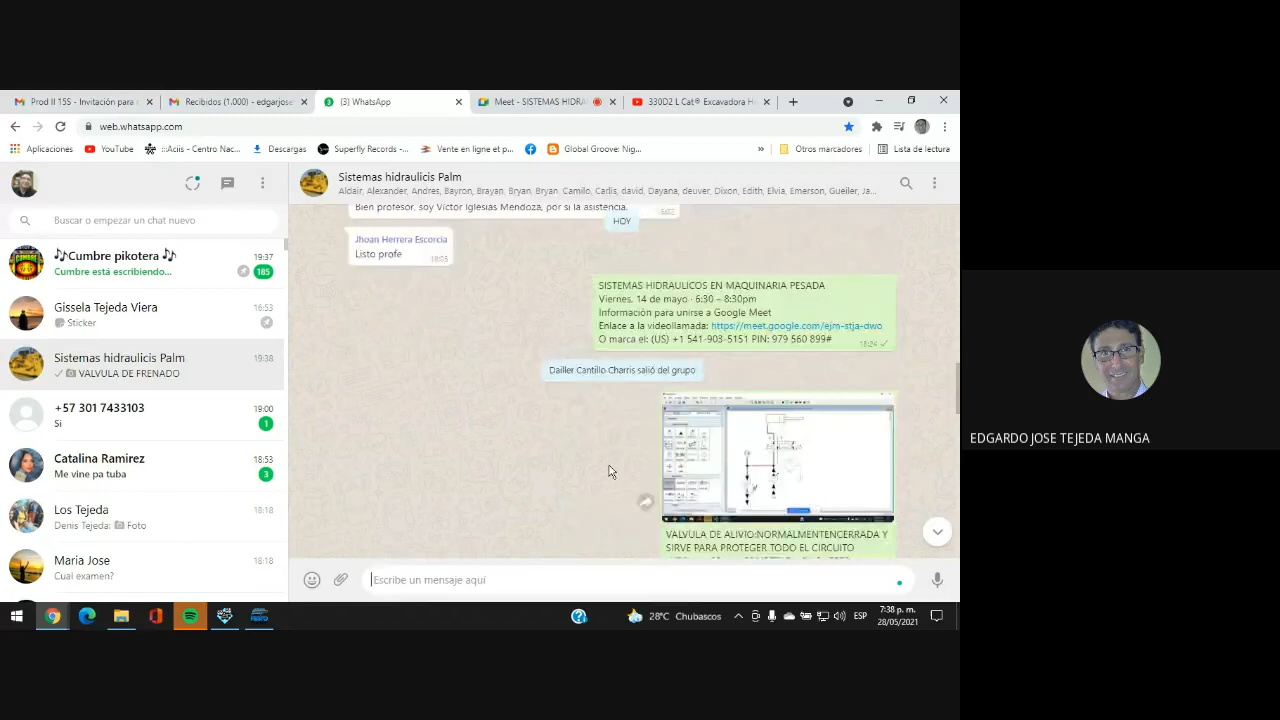 Prod II 15S - Invitación para
Recibidos (1.000) - edgarjose
(3) WhatsApp
Meet - SISTEMAS HIDRA
330D2 L Cat® Excavadora H
web.whatsapp.com
Aplicaciones
YouTube
:::Aciis - Centro Nac...
Descargas
Superfly Records -...
Vente en ligne et p...
Global Groove: Nig...
»
Otros marcadores
Lista de lectura
Sistemas hidraulicis Palm
Aldair, Alexander, Andres, Bayron, Brayan, Bryan, Bryan, Camilo, Carlis, david, Dayana, deuver, Dixon, Edith, Elvia, Emerson, Gueiler, Ja...
Buscar o empezar un chat nuevo
Cumbre pikotera
19:37
Cumbre está escribiendo...
185
Gissela Tejeda Viera
16:53
Sticker
Sistemas hidraulicis Palm
19:38
VALVULA DE FRENADO
+57 301 7433103
19:00
Si
1
Catalina Ramirez
18:53
Me vine pa tuba
3
Los Tejeda
18:18
Denis Tejeda: Foto
Maria Jose
18:18
Cual examen?
Bien profesor, soy Víctor Iglesias Mendoza, por si la asistencia.
HOY
Jhoan Herrera Escorcia
Listo profe
18:03
SISTEMAS HIDRAULICOS EN MAQUINARIA PESADA
Viernes, 14 de mayo · 6:30 – 8:30pm
Información para unirse a Google Meet
Enlace a la videollamada: https://meet.google.com/ejm-stja-dwo
O marca el: (US) +1 541-903-5151 PIN: 979 560 899#
18:24
Dailler Cantillo Charris salió del grupo
VALVULA DE ALIVIO:NORMALMENTENCERRADA Y
SIRVE PARA PROTEGER TODO EL CIRCUITO
Escribe un mensaje aquí
28°C Chubascos
ESP
7:38 p. m.
28/05/2021
FESTO
EDGARDO JOSE TEJEDA MANGA